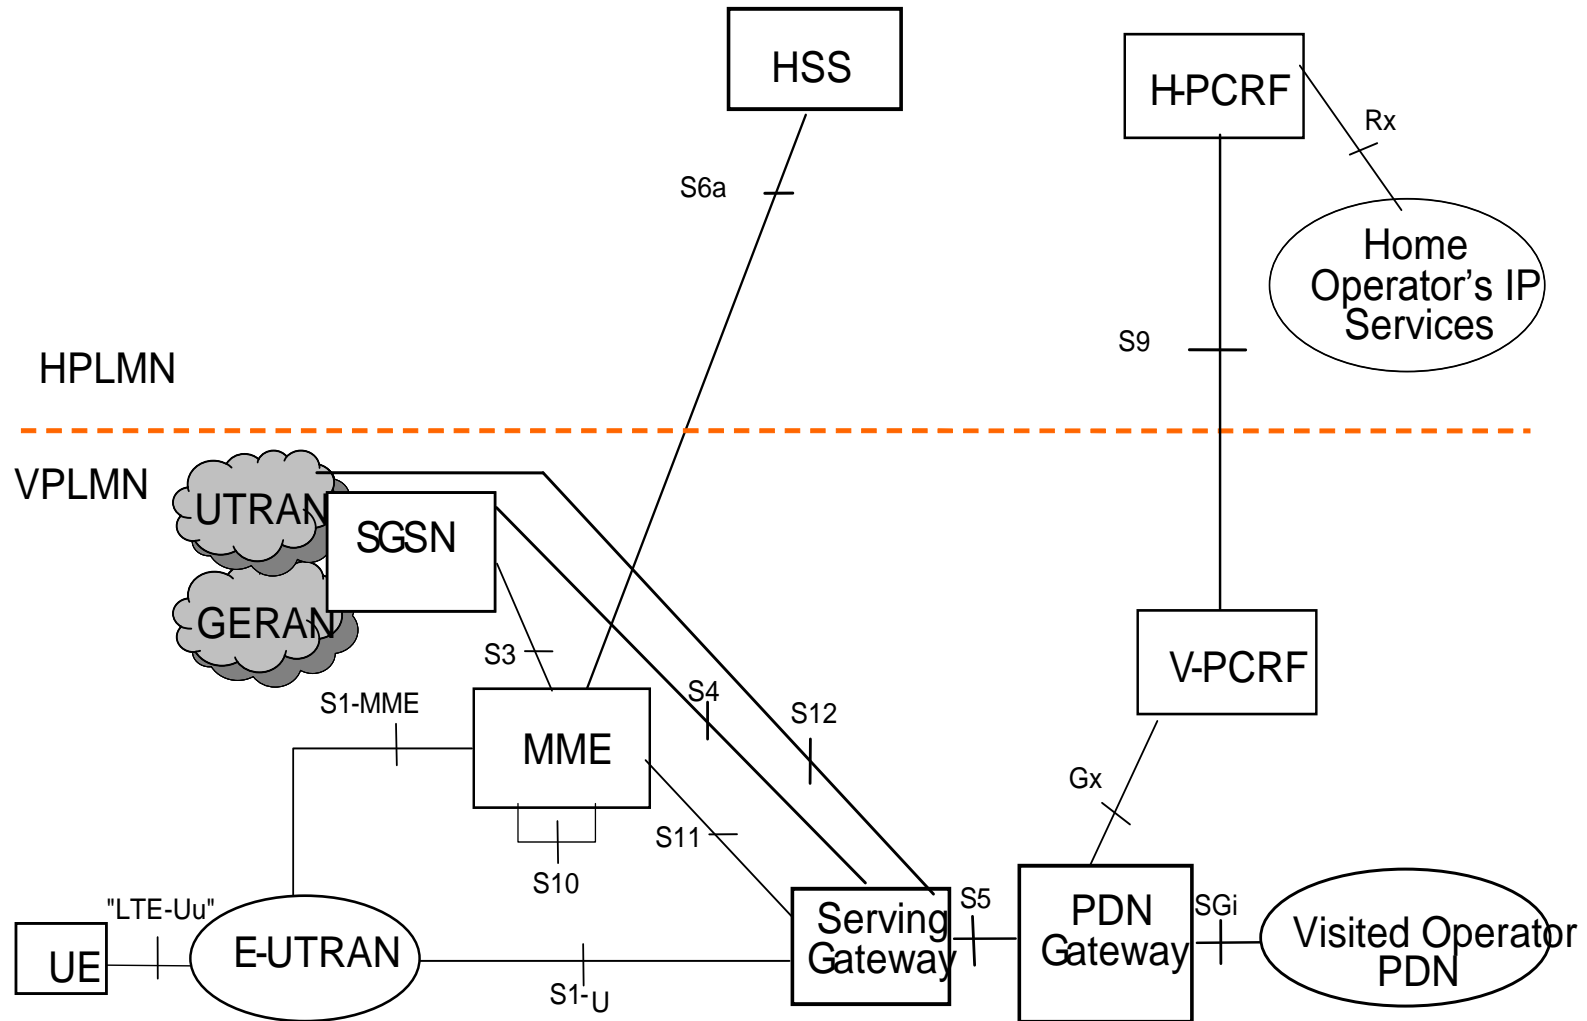 HSS
H-PCRF
Rx
S6a
Home
Operator’s IP
Services
S9
HPLMN
VPLMN
UTRAN
SGSN
GERAN
S3
V-PCRF
S1-MME
S4
S12
MME
Gx
S11
S10
"LTE-Uu"
Serving
Gateway
S5
PDN
Gateway
SGi
Visited Operator
PDN
E-UTRAN
UE
S1-U